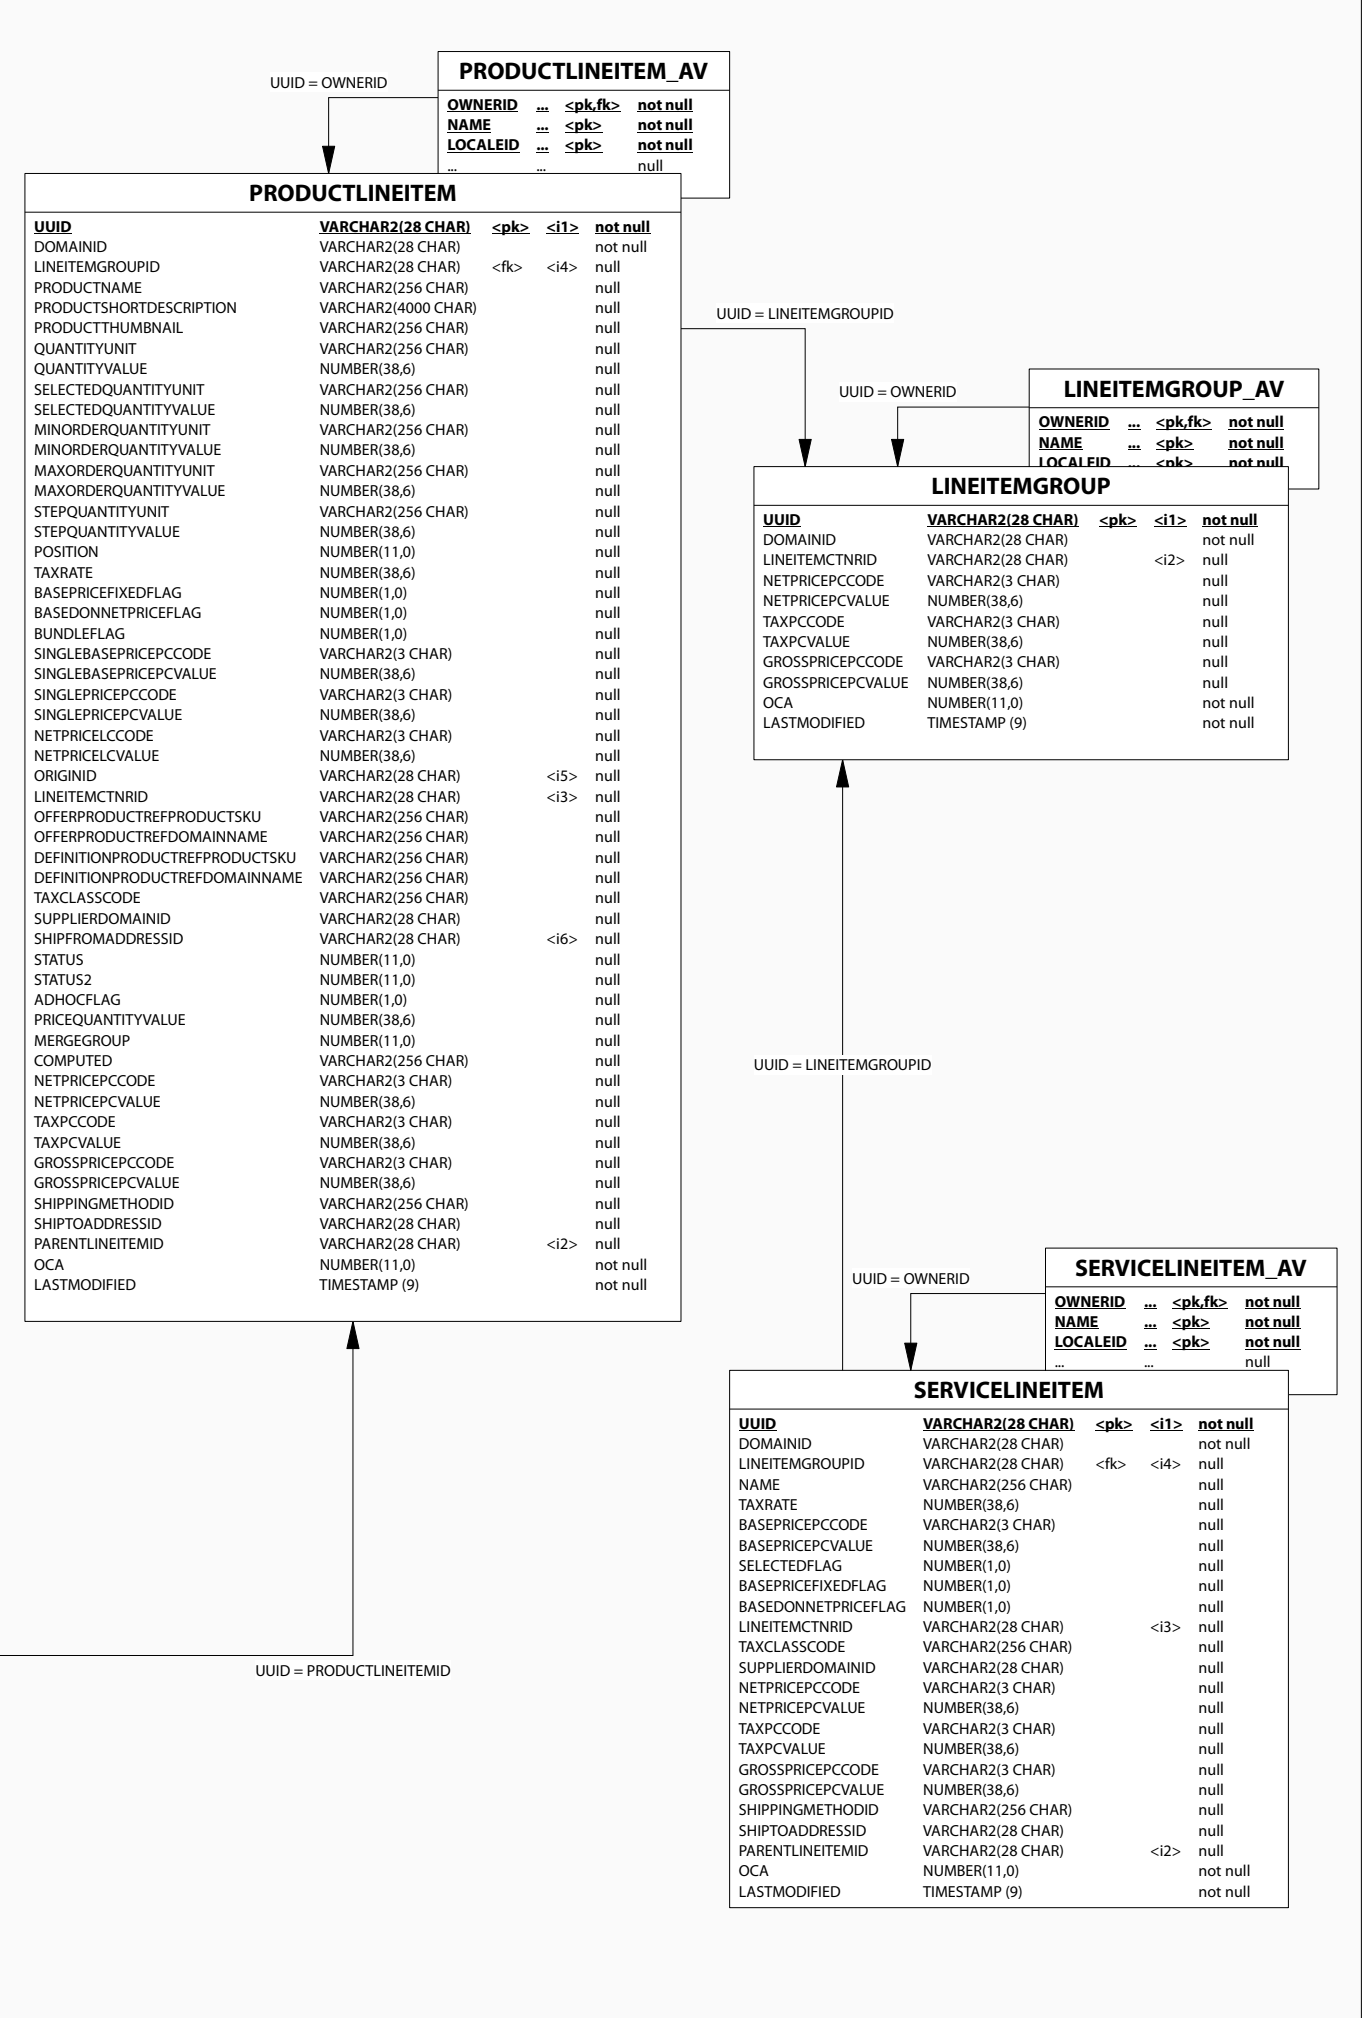 PRODUCTLINEITEM_AV
UUID = OWNERID
OWNERID ... <pk,fk> not null
NAME ... <pk> not null
LOCALEID ... <pk> not null
... ... null
PRODUCTLINEITEM
UUID VARCHAR2(28 CHAR) <pk> <i1> not null
DOMAINID VARCHAR2(28 CHAR) not null
LINEITEMGROUPID VARCHAR2(28 CHAR) <fk> <i4> null
PRODUCTNAME VARCHAR2(256 CHAR) null
PRODUCTSHORTDESCRIPTION VARCHAR2(4000 CHAR) null
PRODUCTTHUMBNAIL VARCHAR2(256 CHAR) null
QUANTITYUNIT VARCHAR2(256 CHAR) null
QUANTITYVALUE NUMBER(38,6) null
SELECTEDQUANTITYUNIT VARCHAR2(256 CHAR) null
SELECTEDQUANTITYVALUE NUMBER(38,6) null
MINORDERQUANTITYUNIT VARCHAR2(256 CHAR) null
MINORDERQUANTITYVALUE NUMBER(38,6) null
MAXORDERQUANTITYUNIT VARCHAR2(256 CHAR) null
MAXORDERQUANTITYVALUE NUMBER(38,6) null
STEPQUANTITYUNIT VARCHAR2(256 CHAR) null
STEPQUANTITYVALUE NUMBER(38,6) null
POSITION NUMBER(11,0) null
TAXRATE NUMBER(38,6) null
BASEPRICEFIXEDFLAG NUMBER(1,0) null
BASEDONNETPRICEFLAG NUMBER(1,0) null
BUNDLEFLAG NUMBER(1,0) null
SINGLEBASEPRICEPCCODE VARCHAR2(3 CHAR) null
SINGLEBASEPRICEPCVALUE NUMBER(38,6) null
SINGLEPRICEPCCODE VARCHAR2(3 CHAR) null
SINGLEPRICEPCVALUE NUMBER(38,6) null
NETPRICELCCODE VARCHAR2(3 CHAR) null
NETPRICELCVALUE NUMBER(38,6) null
ORIGINID VARCHAR2(28 CHAR) <i5> null
LINEITEMCTNRID VARCHAR2(28 CHAR) <i3> null
OFFERPRODUCTREFPRODUCTSKU VARCHAR2(256 CHAR) null
OFFERPRODUCTREFDOMAINNAME VARCHAR2(256 CHAR) null
DEFINITIONPRODUCTREFPRODUCTSKU VARCHAR2(256 CHAR) null
DEFINITIONPRODUCTREFDOMAINNAME VARCHAR2(256 CHAR) null
TAXCLASSCODE VARCHAR2(256 CHAR) null
SUPPLIERDOMAINID VARCHAR2(28 CHAR) null
SHIPFROMADDRESSID VARCHAR2(28 CHAR) <i6> null
STATUS NUMBER(11,0) null
STATUS2 NUMBER(11,0) null
ADHOCFLAG NUMBER(1,0) null
PRICEQUANTITYVALUE NUMBER(38,6) null
MERGEGROUP NUMBER(11,0) null
COMPUTED VARCHAR2(256 CHAR) null
NETPRICEPCCODE VARCHAR2(3 CHAR) null
NETPRICEPCVALUE NUMBER(38,6) null
TAXPCCODE VARCHAR2(3 CHAR) null
TAXPCVALUE NUMBER(38,6) null
GROSSPRICEPCCODE VARCHAR2(3 CHAR) null
GROSSPRICEPCVALUE NUMBER(38,6) null
SHIPPINGMETHODID VARCHAR2(256 CHAR) null
SHIPTOADDRESSID VARCHAR2(28 CHAR) null
PARENTLINEITEMID VARCHAR2(28 CHAR) <i2> null
OCA NUMBER(11,0) not null
LASTMODIFIED TIMESTAMP (9) not null
UUID = LINEITEMGROUPID
UUID = OWNERID
LINEITEMGROUP_AV
OWNERID ... <pk,fk> not null
NAME ... <pk> not null
LOCALEID ... <pk> not null
LINEITEMGROUP
UUID VARCHAR2(28 CHAR) <pk> <i1> not null
DOMAINID VARCHAR2(28 CHAR) not null
LINEITEMCTNRID VARCHAR2(28 CHAR) <i2> null
NETPRICEPCCODE VARCHAR2(3 CHAR) null
NETPRICEPCVALUE NUMBER(38,6) null
TAXPCCODE VARCHAR2(3 CHAR) null
TAXPCVALUE NUMBER(38,6) null
GROSSPRICEPCCODE VARCHAR2(3 CHAR) null
GROSSPRICEPCVALUE NUMBER(38,6) null
OCA NUMBER(11,0) not null
LASTMODIFIED TIMESTAMP (9) not null
UUID = LINEITEMGROUPID
UUID = OWNERID
SERVICELINEITEM_AV
OWNERID ... <pk,fk> not null
NAME ... <pk> not null
LOCALEID ... <pk> not null
... ... null
SERVICELINEITEM
UUID VARCHAR2(28 CHAR) <pk> <i1> not null
DOMAINID VARCHAR2(28 CHAR) not null
LINEITEMGROUPID VARCHAR2(28 CHAR) <fk> <i4> null
NAME VARCHAR2(256 CHAR) null
TAXRATE NUMBER(38,6) null
BASEPRICEPCCODE VARCHAR2(3 CHAR) null
BASEPRICEPCVALUE NUMBER(38,6) null
SELECTEDFLAG NUMBER(1,0) null
BASEPRICEFIXEDFLAG NUMBER(1,0) null
BASEDONNETPRICEFLAG NUMBER(1,0) null
LINEITEMCTNRID VARCHAR2(28 CHAR) <i3> null
TAXCLASSCODE VARCHAR2(256 CHAR) null
SUPPLIERDOMAINID VARCHAR2(28 CHAR) null
NETPRICEPCCODE VARCHAR2(3 CHAR) null
NETPRICEPCVALUE NUMBER(38,6) null
TAXPCCODE VARCHAR2(3 CHAR) null
TAXPCVALUE NUMBER(38,6) null
GROSSPRICEPCCODE VARCHAR2(3 CHAR) null
GROSSPRICEPCVALUE NUMBER(38,6) null
SHIPPINGMETHODID VARCHAR2(256 CHAR) null
SHIPTOADDRESSID VARCHAR2(28 CHAR) null
PARENTLINEITEMID VARCHAR2(28 CHAR) <i2> null
OCA NUMBER(11,0) not null
LASTMODIFIED TIMESTAMP (9) not null
UUID = PRODUCTLINEITEMID